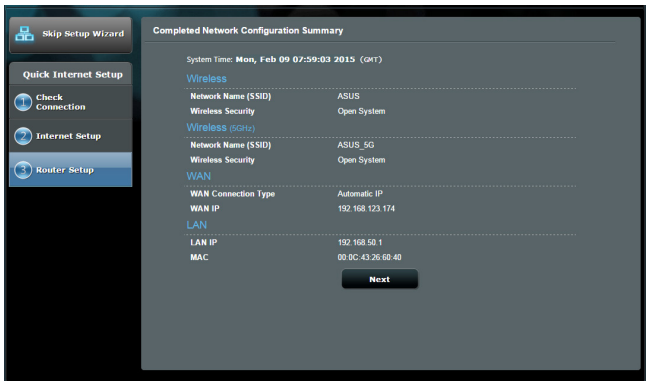 Skip Setup Wizard
Quick Internet Setup
1 Check Connection
2 Internet Setup
3 Router Setup
Completed Network Configuration Summary
System Time: Mon, Feb 09 07:59:03 2015 (GMT)
Wireless
Network Name (SSID) ASUS
Wireless Security Open System
Wireless (5GHz)
Network Name (SSID) ASUS_5G
Wireless Security Open System
WAN
WAN Connection Type Automatic IP
WAN IP 192.168.123.174
LAN
LAN IP 192.168.50.1
MAC 00:0C:43:26:60:40
Next